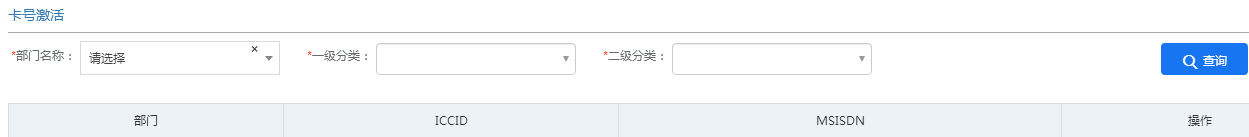 卡号激活
*部门名称： 请选择 × *一级分类： *二级分类： 查询
部门 ICCID MSISDN 操作